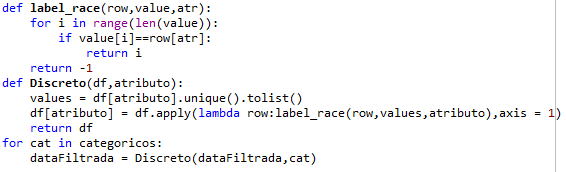 def label_race(row,value,atr):
    for i in range(len(value)):
        if value[i]==row[atr]:
            return i
    return -1
def Discreto(df,atributo):
    values = df[atributo].unique().tolist()
    df[atributo] = df.apply(lambda row:label_race(row,values,atributo),axis = 1)
    return df
for cat in categoricos:
    dataFiltrada = Discreto(dataFiltrada,cat)